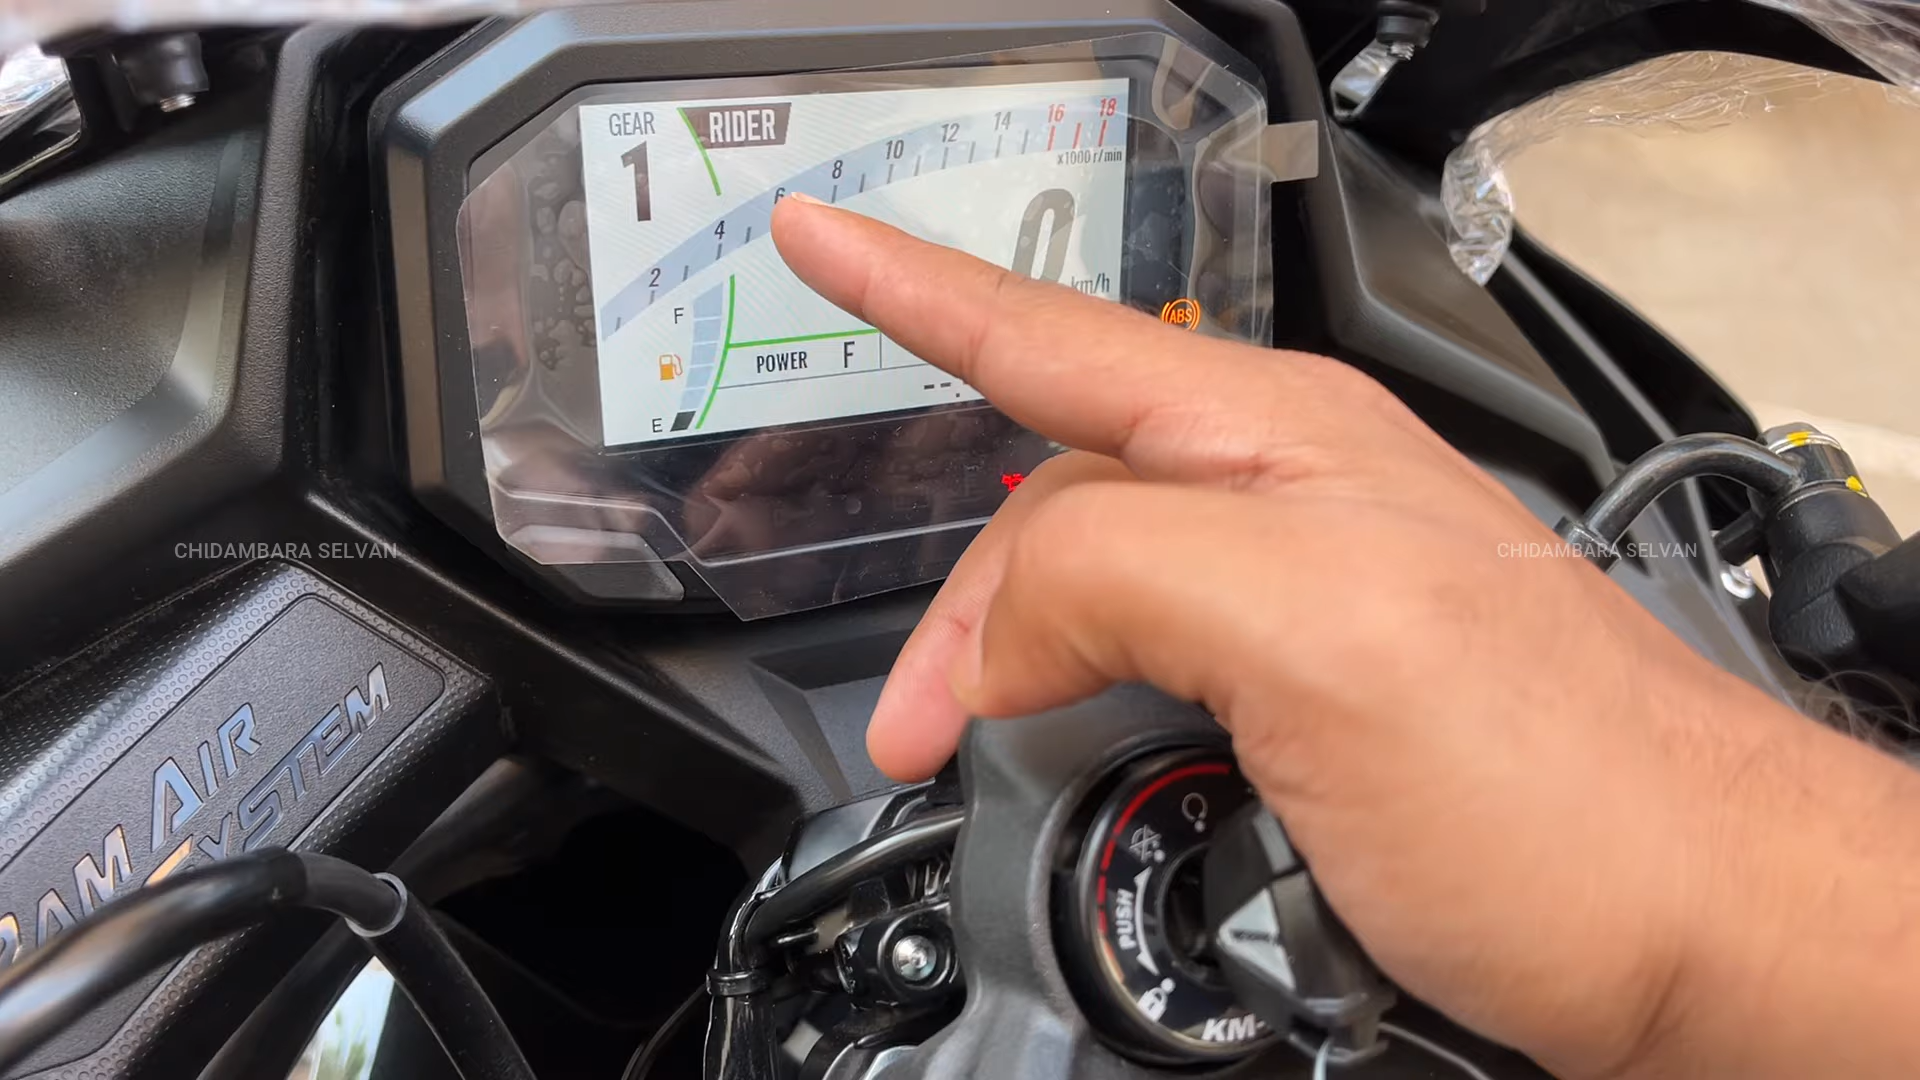 GEAR
1
RIDER
2
4
6
8
10
12
14
16
18
x1000 r/min
0
km/h
F
E
POWER F
--.
ABS
CHIDAMBARA SELVAN
CHIDAMBARA SELVAN
RAM AIR
SYSTEM
PUSH
KM-